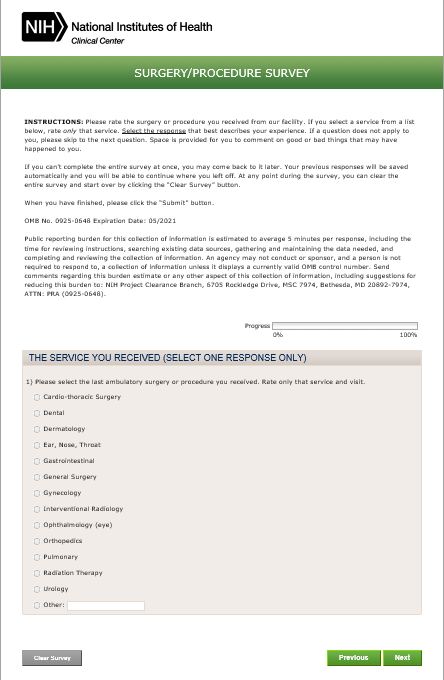 NIH National Institutes of Health
Clinical Center
SURGERY/PROCEDURE SURVEY
INSTRUCTIONS: Please rate the surgery or procedure you received from our facility. If you select a service from a list
below, rate only that service. Select the response that best describes your experience. If a question does not apply to
you, please skip to the next question. Space is provided for you to comment on good or bad things that may have
happened to you.
If you can't complete the entire survey at once, you may come back to it later. Your previous responses will be saved
automatically and you will be able to continue where you left off. At any point during the survey, you can clear the
entire survey and start over by clicking the "Clear Survey" button.
When you have finished, please click the "Submit" button.
OMB No. 0925-0648 Expiration Date: 05/2021
Public reporting burden for this collection of information is estimated to average 5 minutes per response, including the
time for reviewing instructions, searching existing data sources, gathering and maintaining the data needed, and
completing and reviewing the collection of information. An agency may not conduct or sponsor, and a person is not
required to respond to, a collection of information unless it displays a currently valid OMB control number. Send
comments regarding this burden estimate or any other aspect of this collection of information, including suggestions for
reducing this burden to: NIH Project Clearance Branch, 6705 Rockledge Drive, MSC 7974, Bethesda, MD 20892-7974,
ATTN: PRA (0925-0648).
Progress
0% 100%
THE SERVICE YOU RECEIVED (SELECT ONE RESPONSE ONLY)
1) Please select the last ambulatory surgery or procedure you received. Rate only that service and visit.
Cardio-thoracic Surgery
Dental
Dermatology
Ear, Nose, Throat
Gastrointestinal
General Surgery
Gynecology
Interventional Radiology
Ophthalmology (eye)
Orthopedics
Pulmonary
Radiation Therapy
Urology
Other:
Clear Survey Previous Next